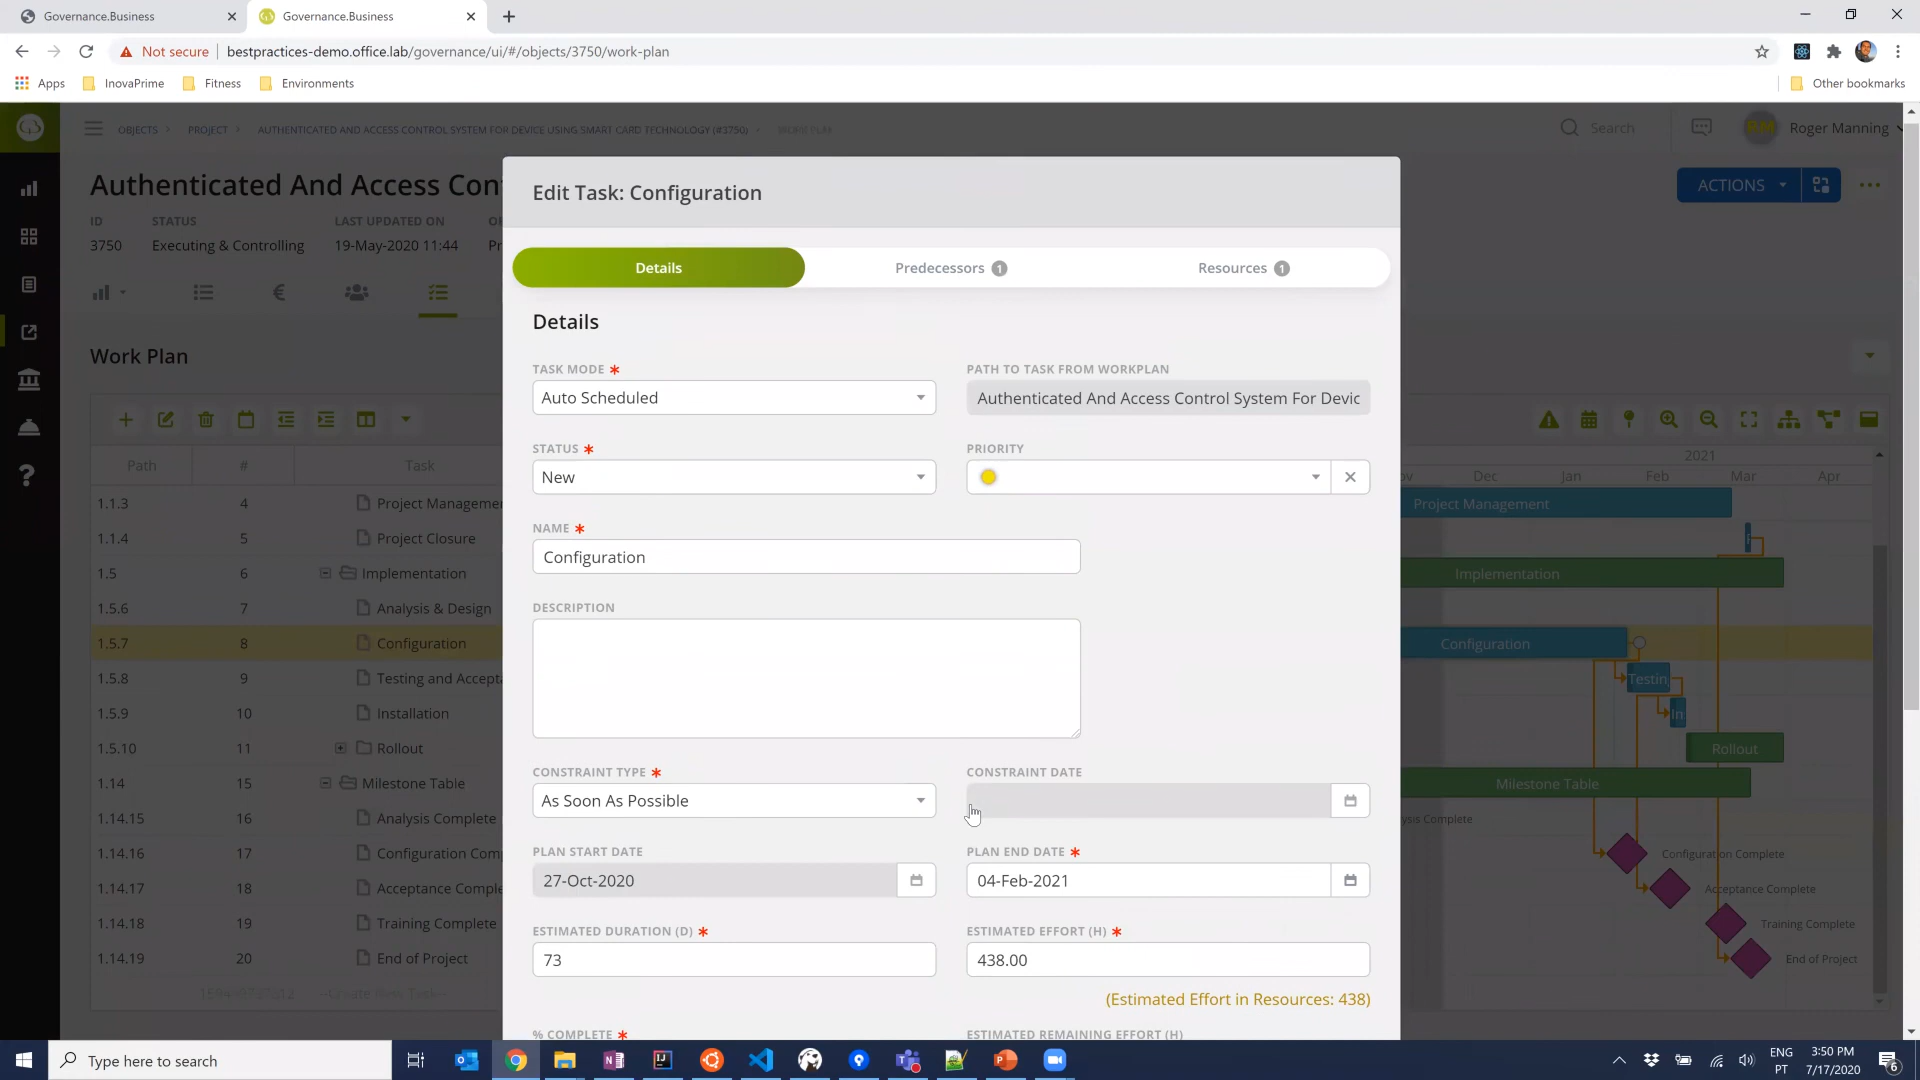 Governance.Business
Governance.Business
Not secure
bestpractices-demo.office.lab/governance/ui/#/objects/3750/work-plan
Apps
InovaPrime
Fitness
Environments
Other bookmarks
OBJECTS
PROJECT
AUTHENTICATED AND ACCESS CONTROL SYSTEM FOR DEVICE USING SMART CARD TECHNOLOGY (#3750)
WORK PLAN
Search
RM
Roger Manning
Authenticated And Access Con
ACTIONS
ID
STATUS
LAST UPDATED ON
3750
Executing & Controlling
19-May-2020 11:44
Work Plan
Path
#
Task
1.1.3
4
Project Managemen
1.1.4
5
Project Closure
1.5
6
Implementation
1.5.6
7
Analysis & Design
1.5.7
8
Configuration
1.5.8
9
Testing and Accepta
1.5.9
10
Installation
1.5.10
11
Rollout
1.14
15
Milestone Table
1.14.15
16
Analysis Complete
1.14.16
17
Configuration Com
1.14.17
18
Acceptance Comple
1.14.18
19
Training Complete
1.14.19
20
End of Project
Edit Task: Configuration
Details
Predecessors 1
Resources 1
Details
TASK MODE *
Auto Scheduled
PATH TO TASK FROM WORKPLAN
Authenticated And Access Control System For Devic
STATUS *
New
PRIORITY
NAME *
Configuration
DESCRIPTION
CONSTRAINT TYPE *
As Soon As Possible
CONSTRAINT DATE
PLAN START DATE
27-Oct-2020
PLAN END DATE *
04-Feb-2021
ESTIMATED DURATION (D) *
73
ESTIMATED EFFORT (H) *
438.00
(Estimated Effort in Resources: 438)
% COMPLETE *
ESTIMATED REMAINING EFFORT (H)
2021
ov
Dec
Jan
Feb
Mar
Apr
Project Management
Implementation
Configuration
Testin
In
Rollout
Milestone Table
lysis Complete
Configuration Complete
Acceptance Complete
Training Complete
End of Project
Type here to search
ENG
PT
3:50 PM
7/17/2020
6